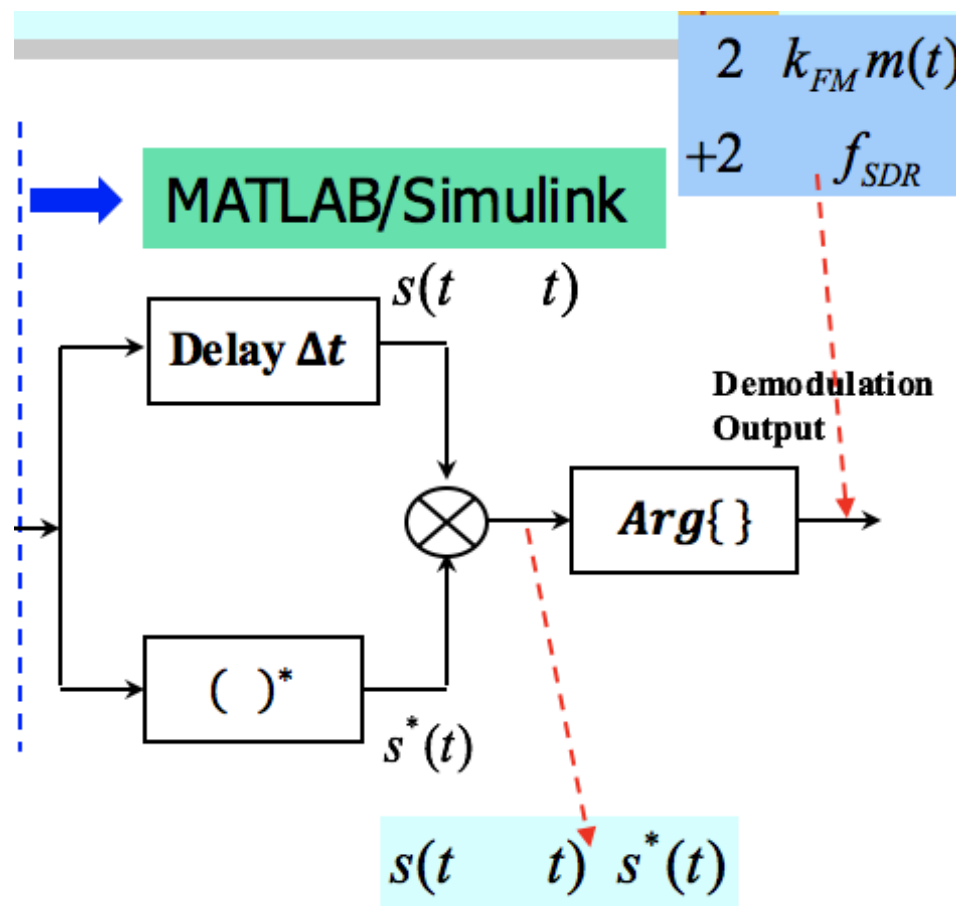 2 k_FM m(t)
+2 f_SDR
MATLAB/Simulink
s(t t)
Delay Δt
Demodulation
Output
Arg{ }
( )*
s*(t)
s(t t) s*(t)